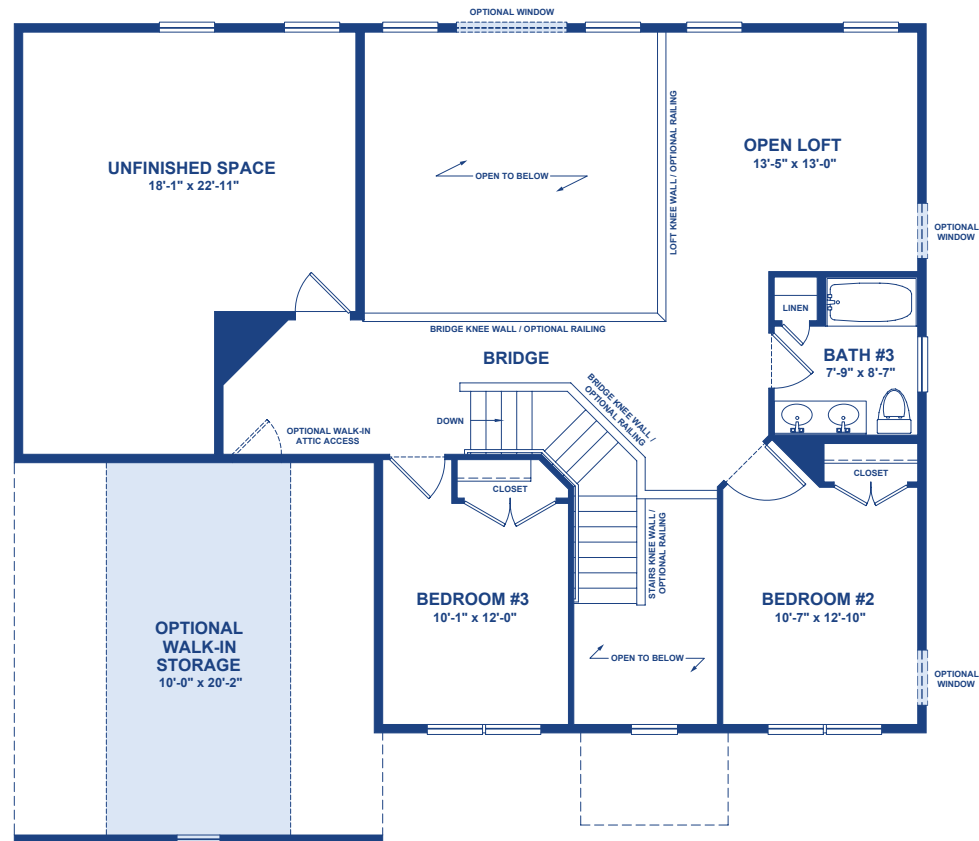 OPTIONAL WINDOW
UNFINISHED SPACE
18'-1" x 22'-11"
OPEN TO BELOW
LOFT KNEE WALL / OPTIONAL RAILING
OPEN LOFT
13'-5" x 13'-0"
OPTIONAL
WINDOW
BRIDGE KNEE WALL / OPTIONAL RAILING
BRIDGE
LINEN
BATH #3
7'-9" x 8'-7"
BRIDGE KNEE WALL /
OPTIONAL RAILING
DOWN
OPTIONAL WALK-IN
ATTIC ACCESS
CLOSET
CLOSET
STAIRS KNEE WALL /
OPTIONAL RAILING
BEDROOM #3
10'-1" x 12'-0"
BEDROOM #2
10'-7" x 12'-10"
OPTIONAL
WALK-IN
STORAGE
10'-0" x 20'-2"
OPEN TO BELOW
OPTIONAL
WINDOW